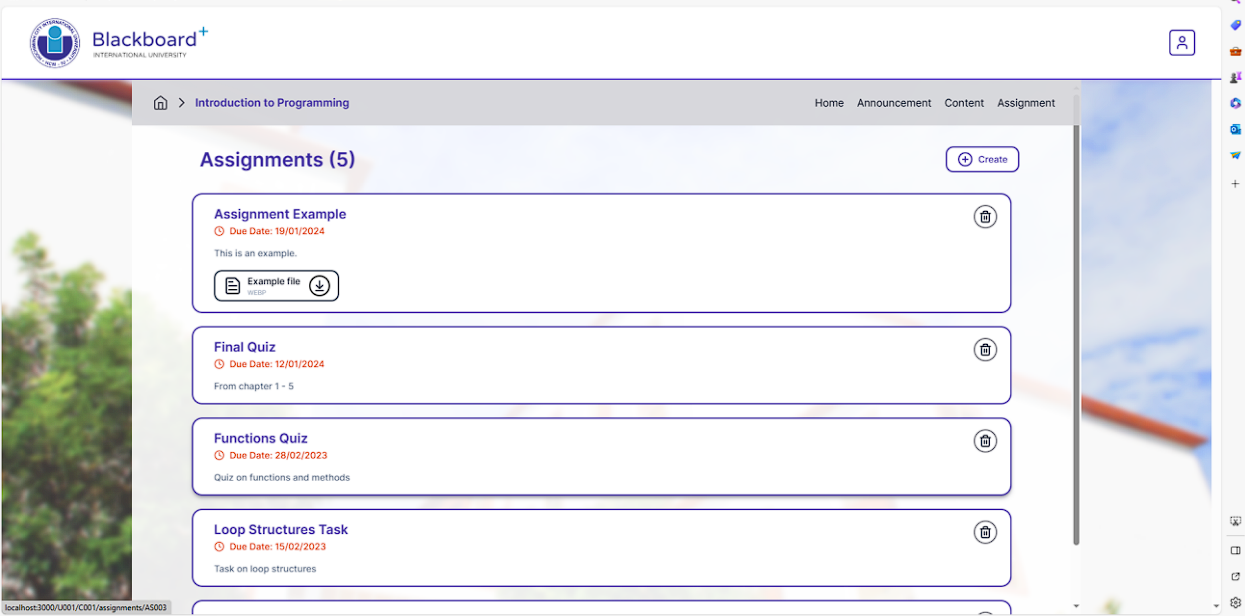 Blackboard+
INTERNATIONAL UNIVERSITY
Introduction to Programming
Home Announcement Content Assignment
Assignments (5)
Create
Assignment Example
Due Date: 19/01/2024
This is an example.
Example file
WEBP
Final Quiz
Due Date: 12/01/2024
From chapter 1 - 5
Functions Quiz
Due Date: 28/02/2023
Quiz on functions and methods
Loop Structures Task
Due Date: 15/02/2023
Task on loop structures
localhost:3000/U001/C001/assignments/AS003